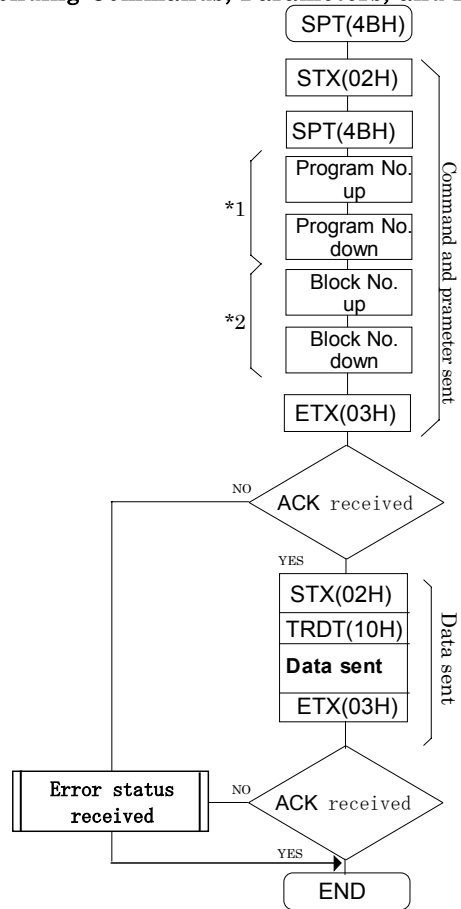 SPT(4BH)
STX(02H)
SPT(4BH)
Program No.
up
*1
Program No.
down
Block No.
up
*2
Block No.
down
ETX(03H)
Command and prameter sent
NO
ACK received
YES
STX(02H)
TRDT(10H)
Data sent
ETX(03H)
Data sent
Error status
received
NO
ACK received
YES
END